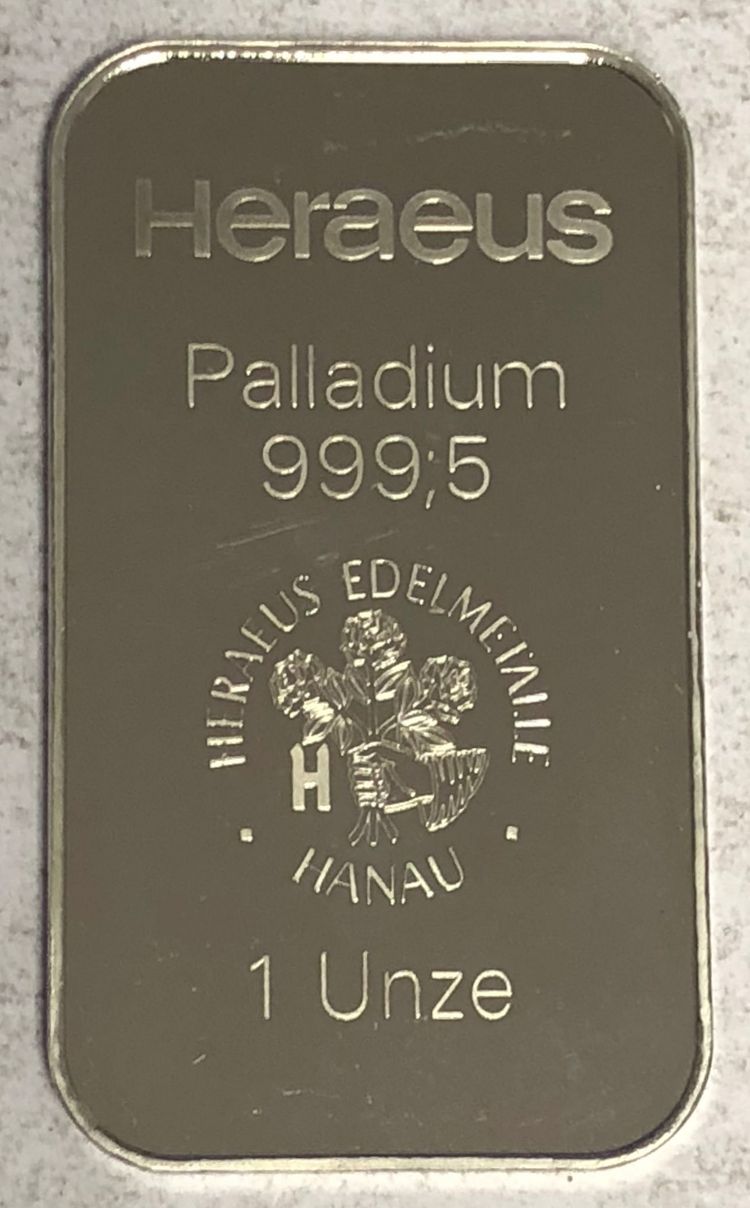 Heraeus
Palladium
999;5
HERAEUS EDELMETALLE
H
· HANAU ·
1 Unze